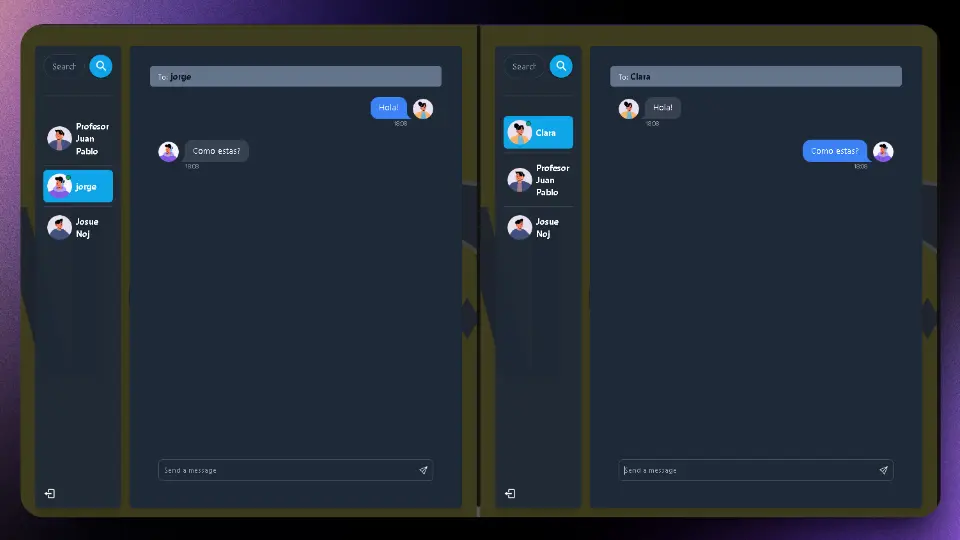 Search
Profesor
Juan
Pablo
jorge
Josue
Noj
To: jorge
Hola!
18:08
Como estas?
18:08
Send a message
Search
Clara
Profesor
Juan
Pablo
Josue
Noj
To: Clara
Hola!
18:08
Como estas?
18:08
Send a message